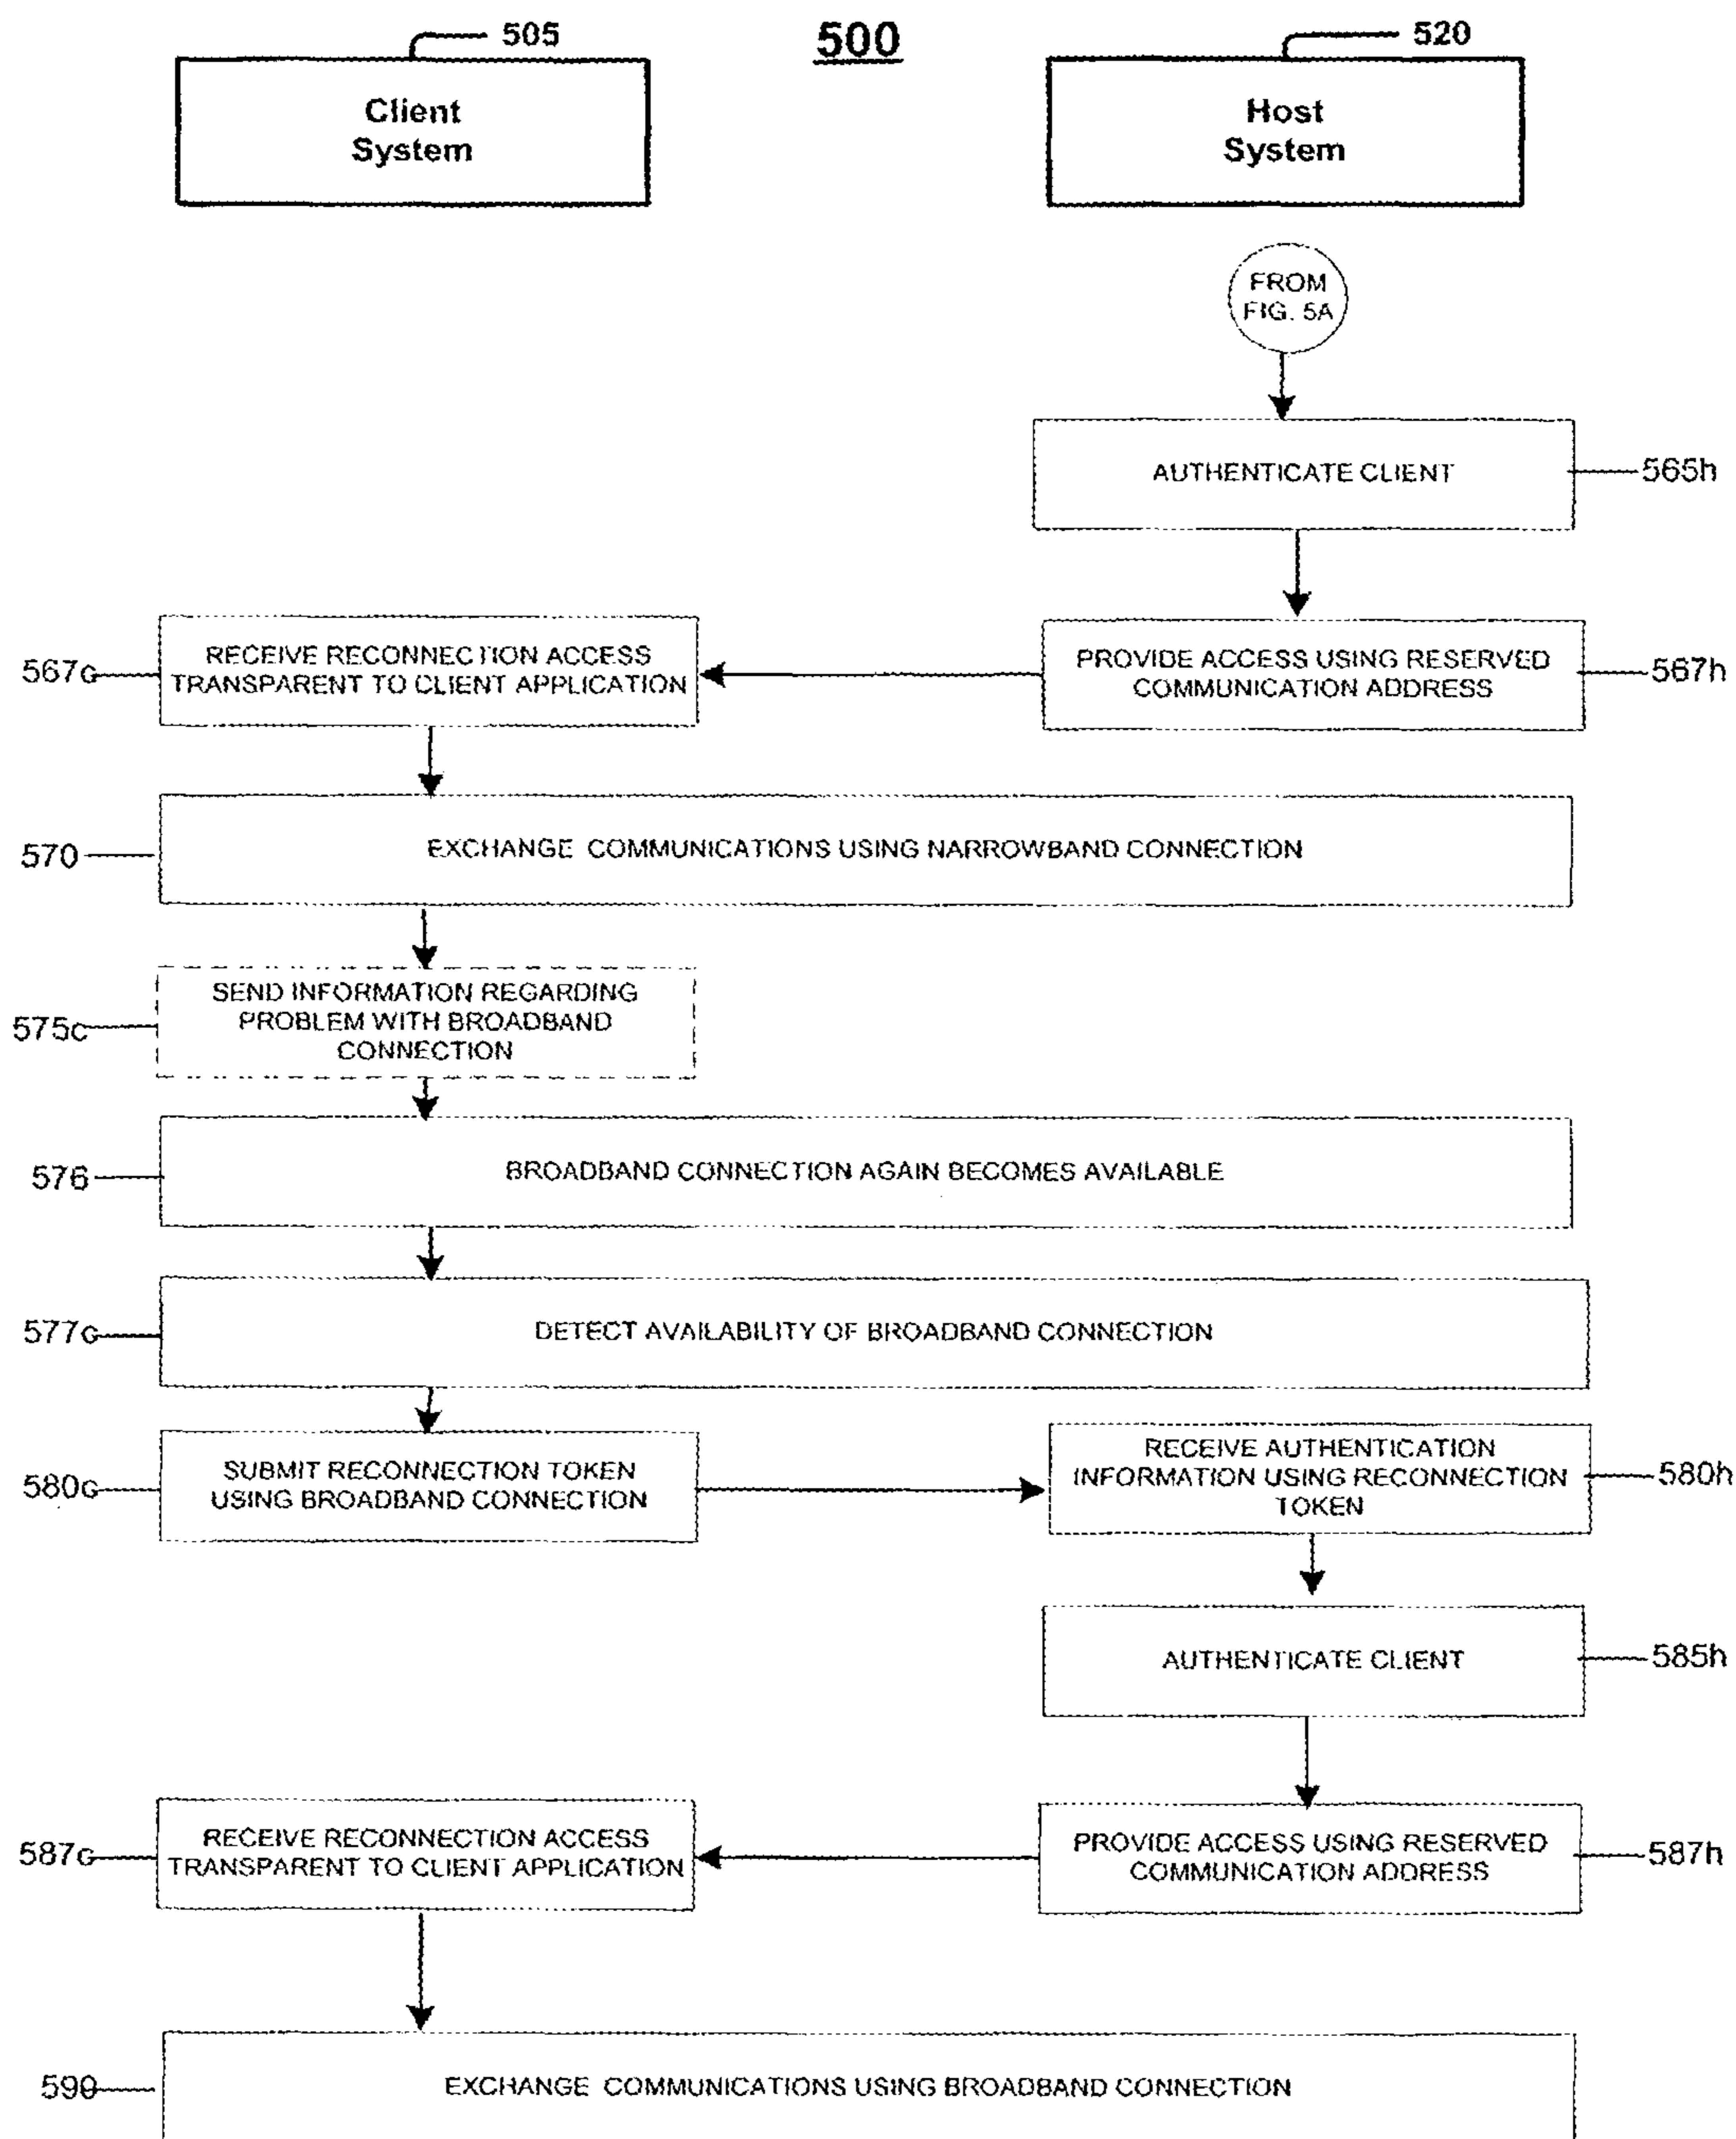 505
500
520
Client
System
Host
System
FROM
FIG. 5A
AUTHENTICATE CLIENT
565h
567c
RECEIVE RECONNECTION ACCESS
TRANSPARENT TO CLIENT APPLICATION
PROVIDE ACCESS USING RESERVED
COMMUNICATION ADDRESS
567h
570
EXCHANGE COMMUNICATIONS USING NARROWBAND CONNECTION
575c
SEND INFORMATION REGARDING
PROBLEM WITH BROADBAND
CONNECTION
576
BROADBAND CONNECTION AGAIN BECOMES AVAILABLE
577c
DETECT AVAILABILITY OF BROADBAND CONNECTION
580c
SUBMIT RECONNECTION TOKEN
USING BROADBAND CONNECTION
RECEIVE AUTHENTICATION
INFORMATION USING RECONNECTION
TOKEN
580h
AUTHENTICATE CLIENT
585h
587c
RECEIVE RECONNECTION ACCESS
TRANSPARENT TO CLIENT APPLICATION
PROVIDE ACCESS USING RESERVED
COMMUNICATION ADDRESS
587h
590
EXCHANGE COMMUNICATIONS USING BROADBAND CONNECTION